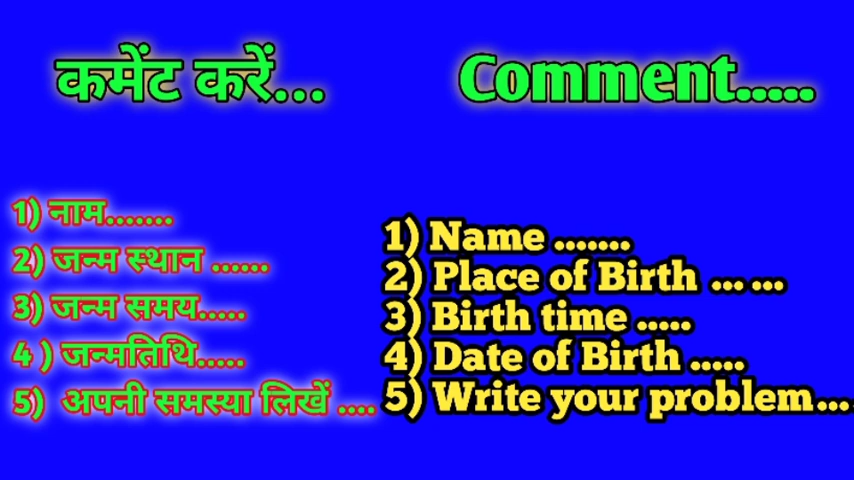 कमेंट करें...
Comment.....
1) नाम.......
2) जन्म स्थान ......
3) जन्म समय.....
4 ) जन्मतिथि.....
5) अपनी समस्या लिखें ....
1) Name .......
2) Place of Birth ... ...
3) Birth time .....
4) Date of Birth .....
5) Write your problem...